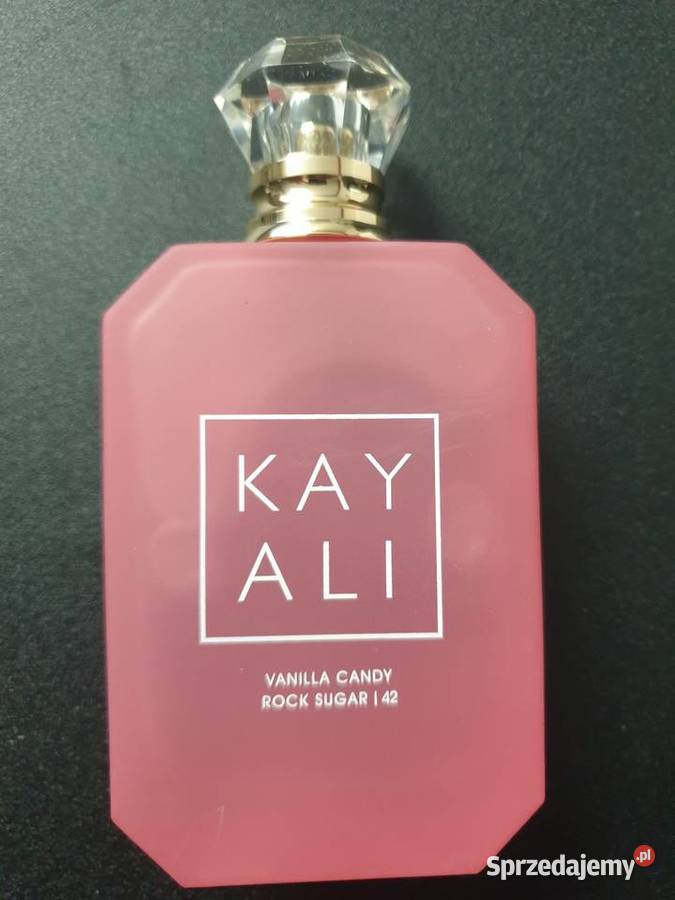 KAY
ALI
VANILLA CANDY
ROCK SUGAR | 42
Sprzedajemy.pl